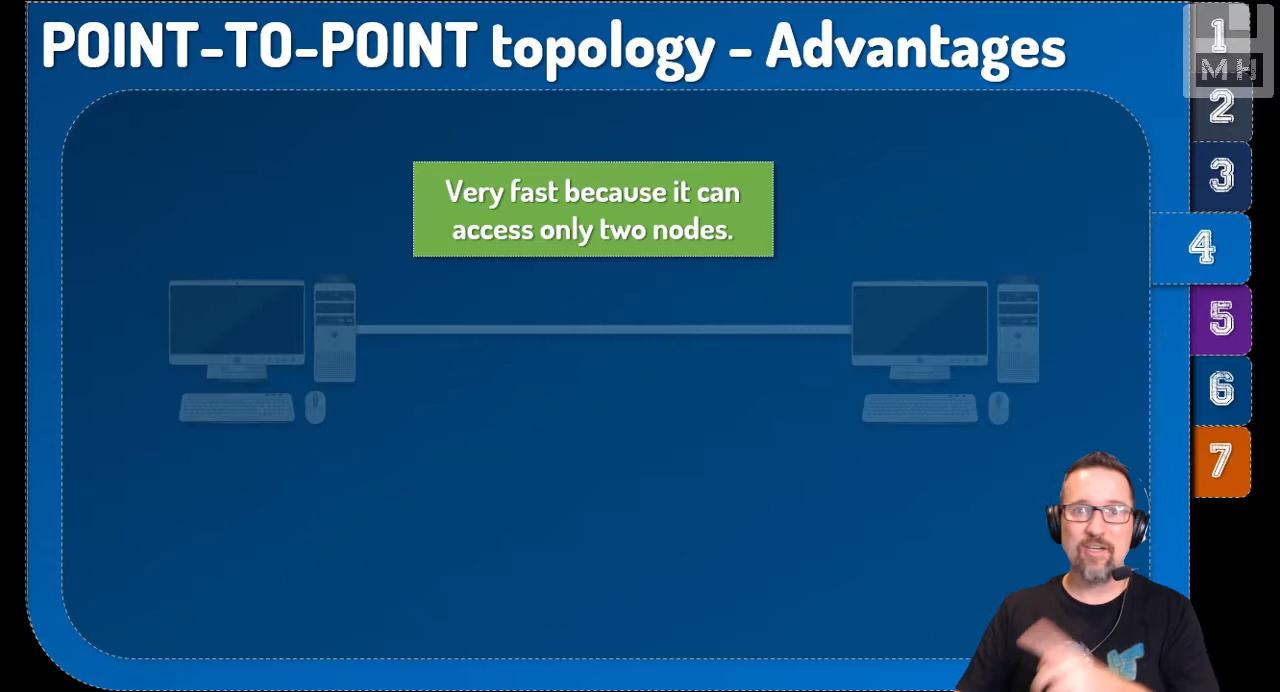 POINT-TO-POINT topology - Advantages
Very fast because it can
access only two nodes.
1
MH
2
3
4
5
6
7